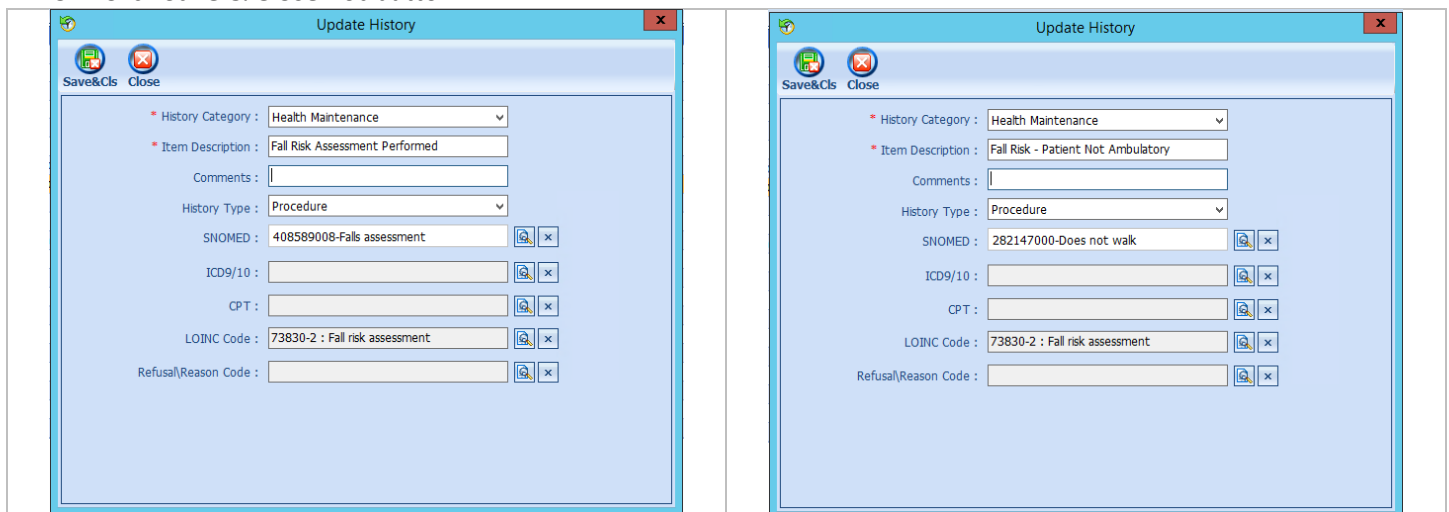 Update History
x
Save&Cls Close
* History Category : Health Maintenance
* Item Description : Fall Risk Assessment Performed
Comments :
History Type : Procedure
SNOMED : 408589008-Falls assessment
ICD9/10 :
CPT :
LOINC Code : 73830-2 : Fall risk assessment
Refusal\Reason Code :
Update History
x
Save&Cls Close
* History Category : Health Maintenance
* Item Description : Fall Risk - Patient Not Ambulatory
Comments :
History Type : Procedure
SNOMED : 282147000-Does not walk
ICD9/10 :
CPT :
LOINC Code : 73830-2 : Fall risk assessment
Refusal\Reason Code :